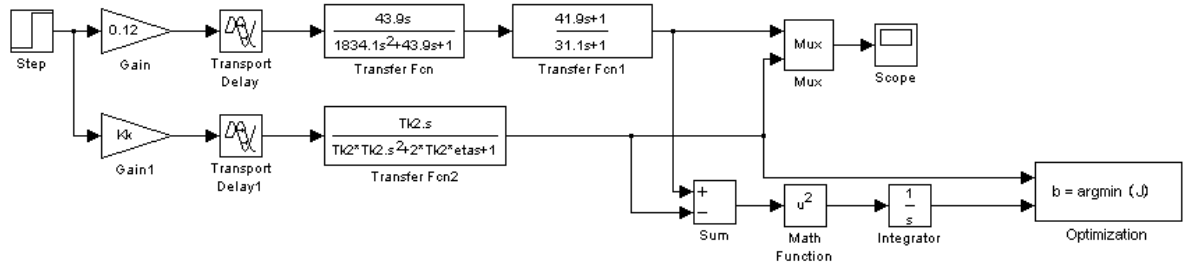 Step
0.12
Gain
Transport
Delay
43.9s
1834.1s²+43.9s+1
Transfer Fcn
41.9s+1
31.1s+1
Transfer Fcn1
Mux
Mux
Scope
Kk
Gain1
Transport
Delay1
Tk2.s
Tk2*Tk2.s²+2*Tk2*etas+1
Transfer Fcn2
+
−
Sum
u²
Math
Function
1
s
Integrator
b = argmin (J)
Optimization